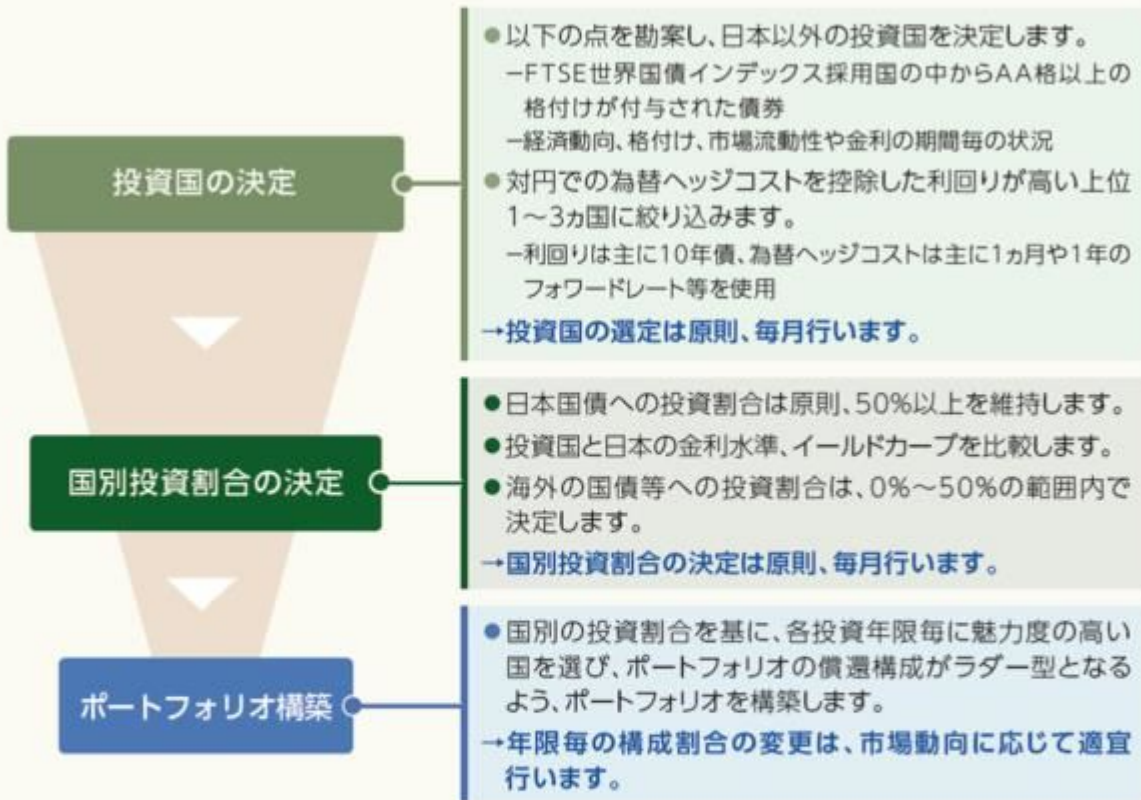 投資国の決定
●以下の点を勘案し、日本以外の投資国を決定します。
−FTSE世界国債インデックス採用国の中からAA格以上の
格付けが付与された債券
−経済動向、格付け、市場流動性や金利の期間毎の状況
●対円での為替ヘッジコストを控除した利回りが高い上位
1～3ヵ国に絞り込みます。
−利回りは主に10年債、為替ヘッジコストは主に1ヵ月や1年の
フォワードレート等を使用
→投資国の選定は原則、毎月行います。
国別投資割合の決定
●日本国債への投資割合は原則、50%以上を維持します。
●投資国と日本の金利水準、イールドカーブを比較します。
●海外の国債等への投資割合は、0%～50%の範囲内で
決定します。
→国別投資割合の決定は原則、毎月行います。
ポートフォリオ構築
●国別の投資割合を基に、各投資年限毎に魅力度の高い
国を選び、ポートフォリオの償還構成がラダー型となる
よう、ポートフォリオを構築します。
→年限毎の構成割合の変更は、市場動向に応じて適宜
行います。